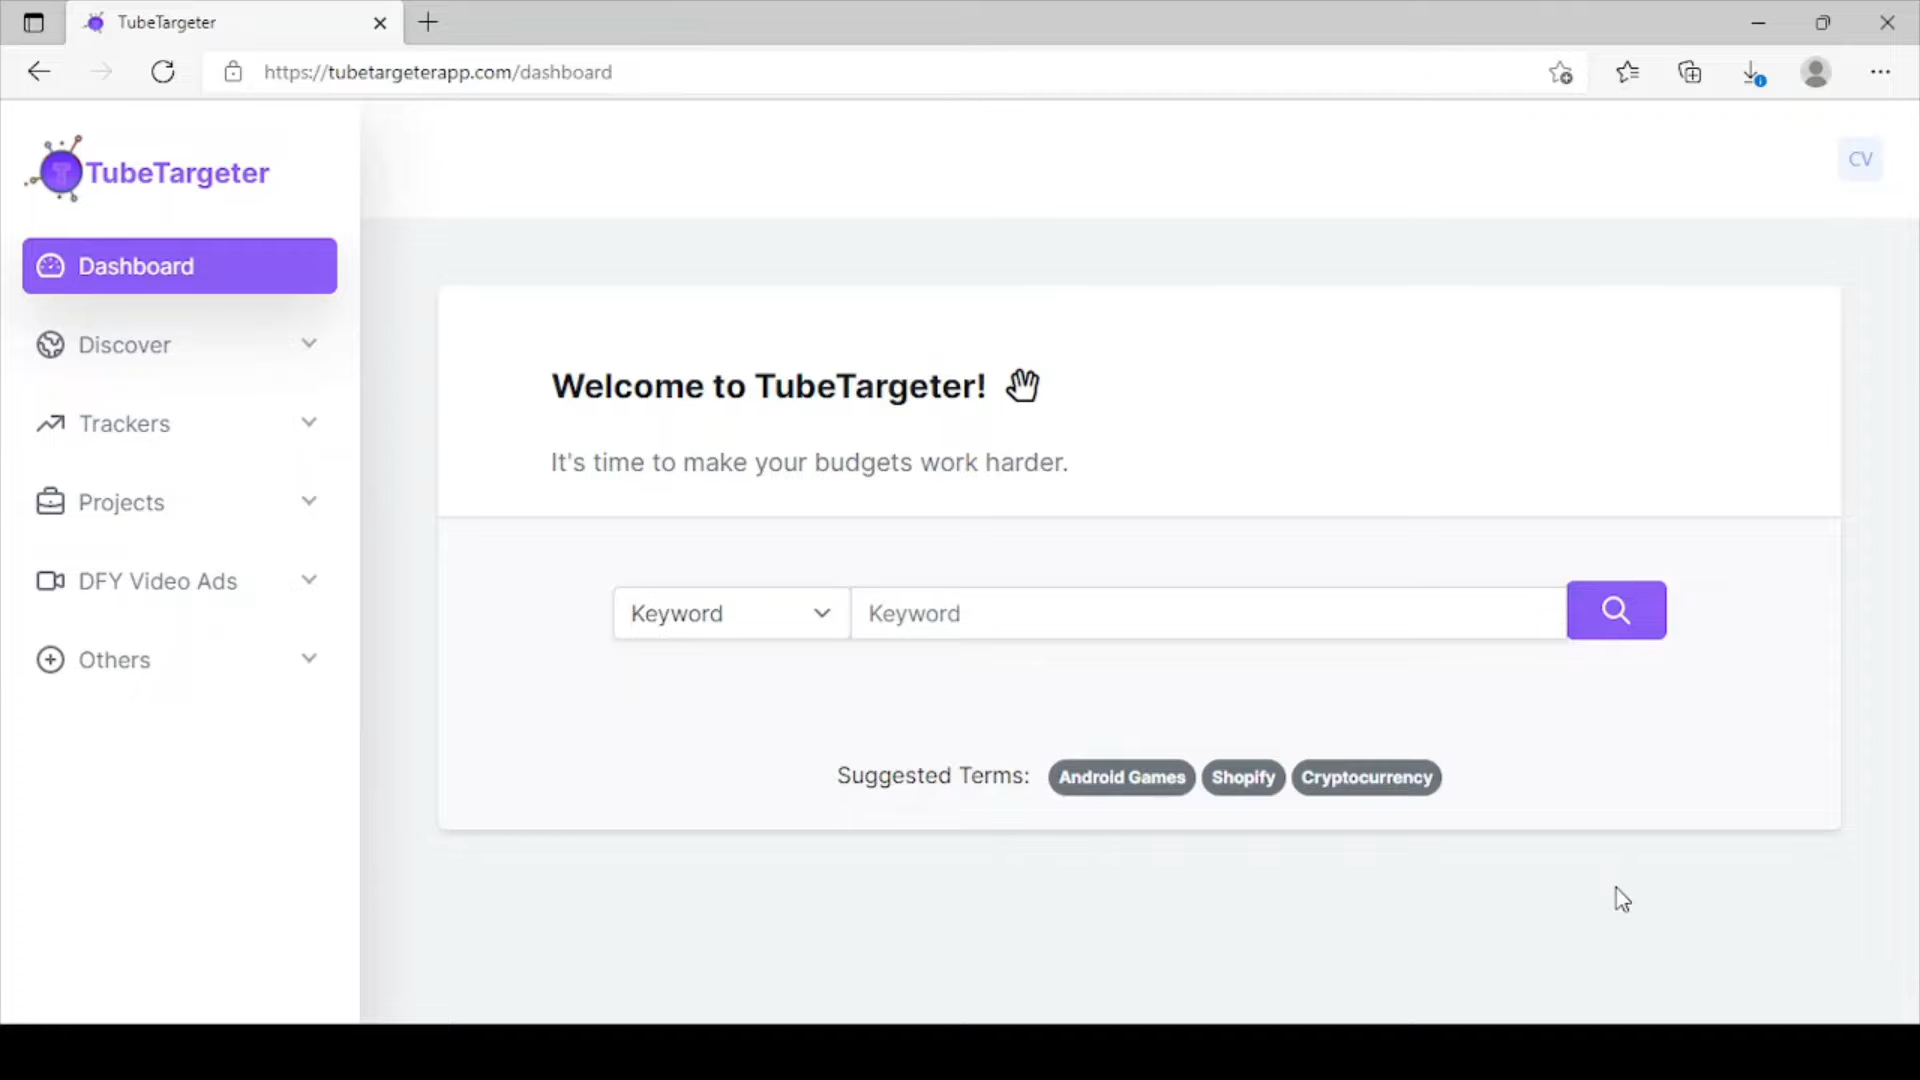 TubeTargeter
https://tubetargeterapp.com/dashboard
TubeTargeter
CV
Dashboard
Discover
Trackers
Projects
DFY Video Ads
Others
Welcome to TubeTargeter!
It's time to make your budgets work harder.
Keyword
Keyword
Suggested Terms: Android Games Shopify Cryptocurrency